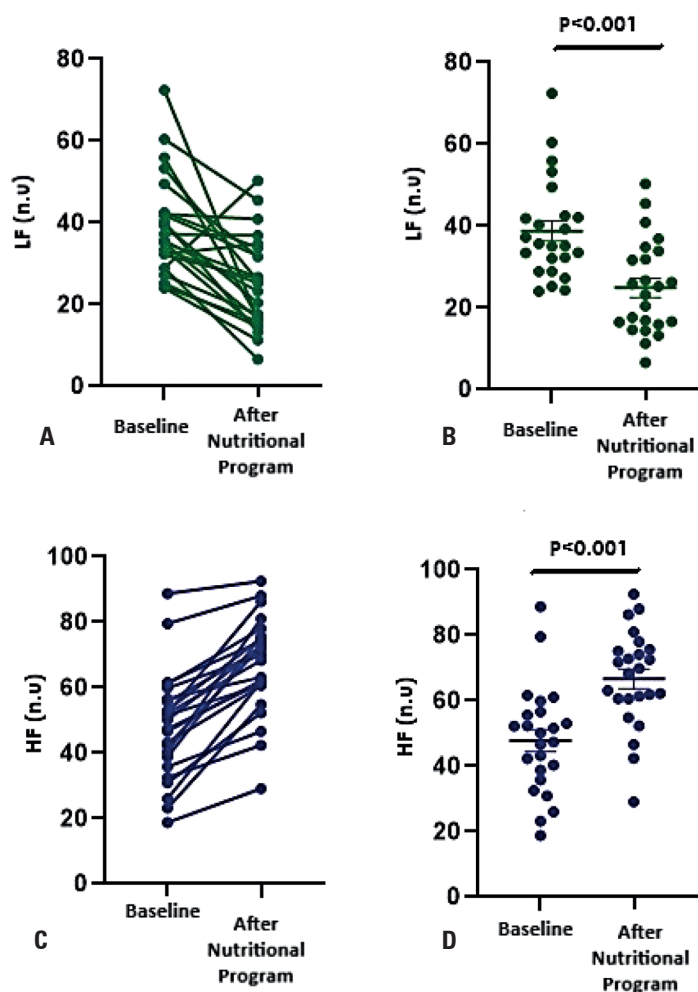 80
60
40
20
0
LF (n.u)
Baseline
After
Nutritional
Program
A
P<0.001
80
60
40
20
0
LF (n.u)
Baseline
After
Nutritional
Program
B
100
80
60
40
20
0
HF (n.u)
Baseline
After
Nutritional
Program
C
P<0.001
100
80
60
40
20
0
HF (n.u)
Baseline
After
Nutritional
Program
D